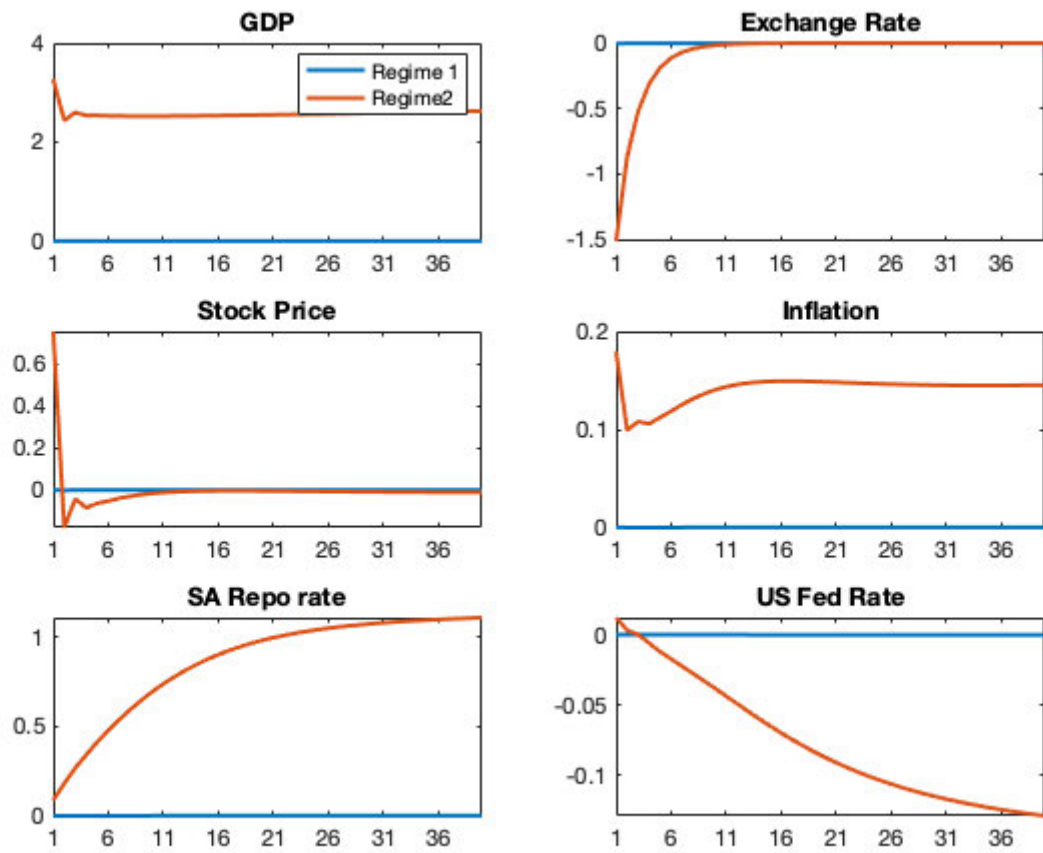 GDP
4
2
0
Regime 1
Regime2
1 6 11 16 21 26 31 36
Exchange Rate
0
-0.5
-1
-1.5
1 6 11 16 21 26 31 36
Stock Price
0.6
0.4
0.2
0
1 6 11 16 21 26 31 36
Inflation
0.2
0.1
0
1 6 11 16 21 26 31 36
SA Repo rate
1
0.5
0
1 6 11 16 21 26 31 36
US Fed Rate
0
-0.05
-0.1
1 6 11 16 21 26 31 36